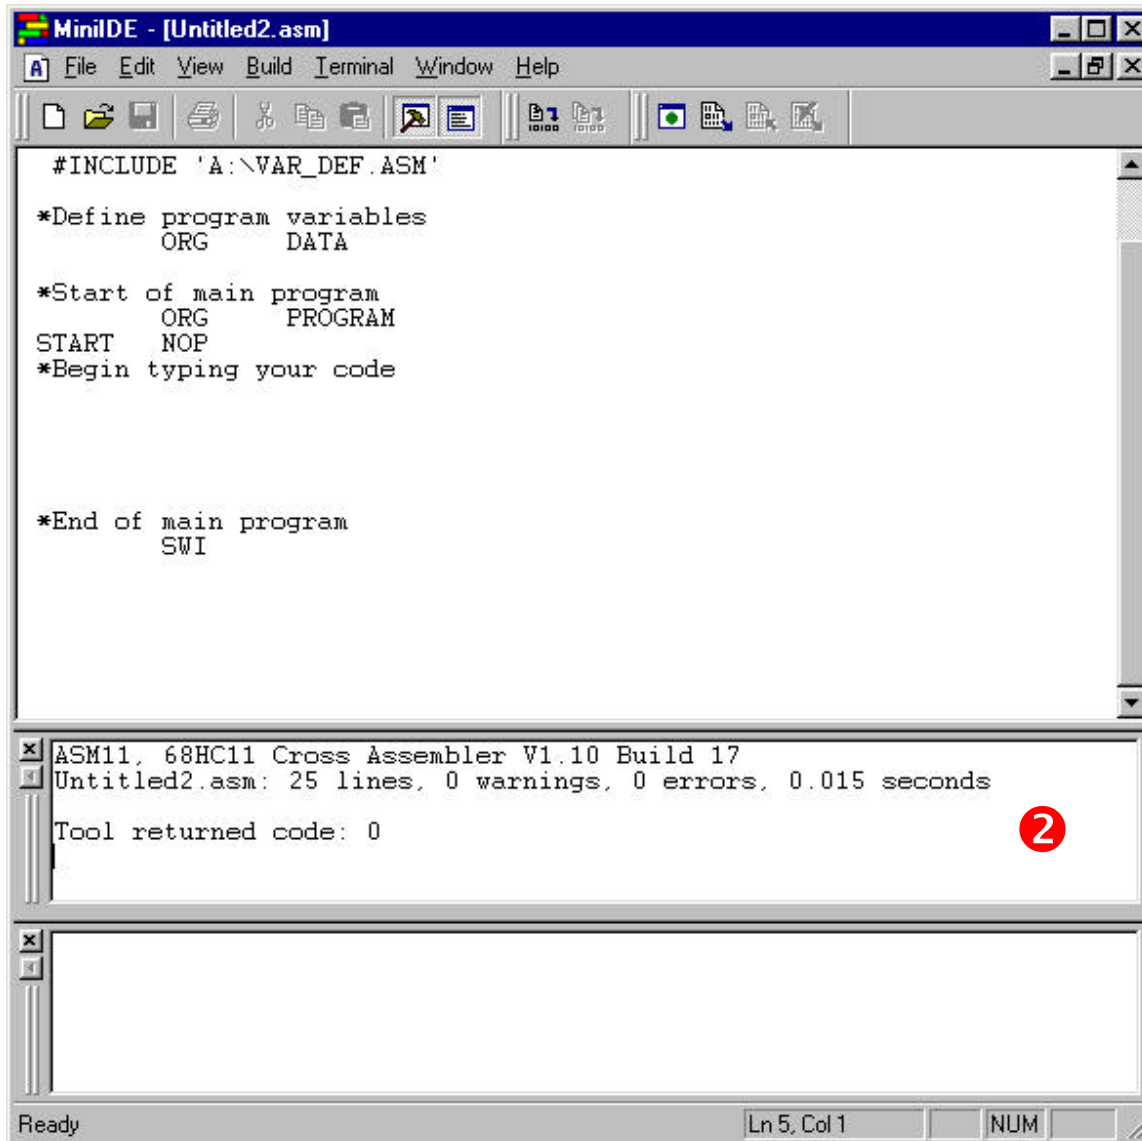 MiniIDE - [Untitled2.asm]
File Edit View Build Terminal Window Help
#INCLUDE 'A:\VAR_DEF.ASM'
*Define program variables
ORG DATA
*Start of main program
ORG PROGRAM
START NOP
*Begin typing your code
*End of main program
SWI
ASM11, 68HC11 Cross Assembler V1.10 Build 17
Untitled2.asm: 25 lines, 0 warnings, 0 errors, 0.015 seconds
Tool returned code: 0
2
Ready Ln 5, Col 1 NUM